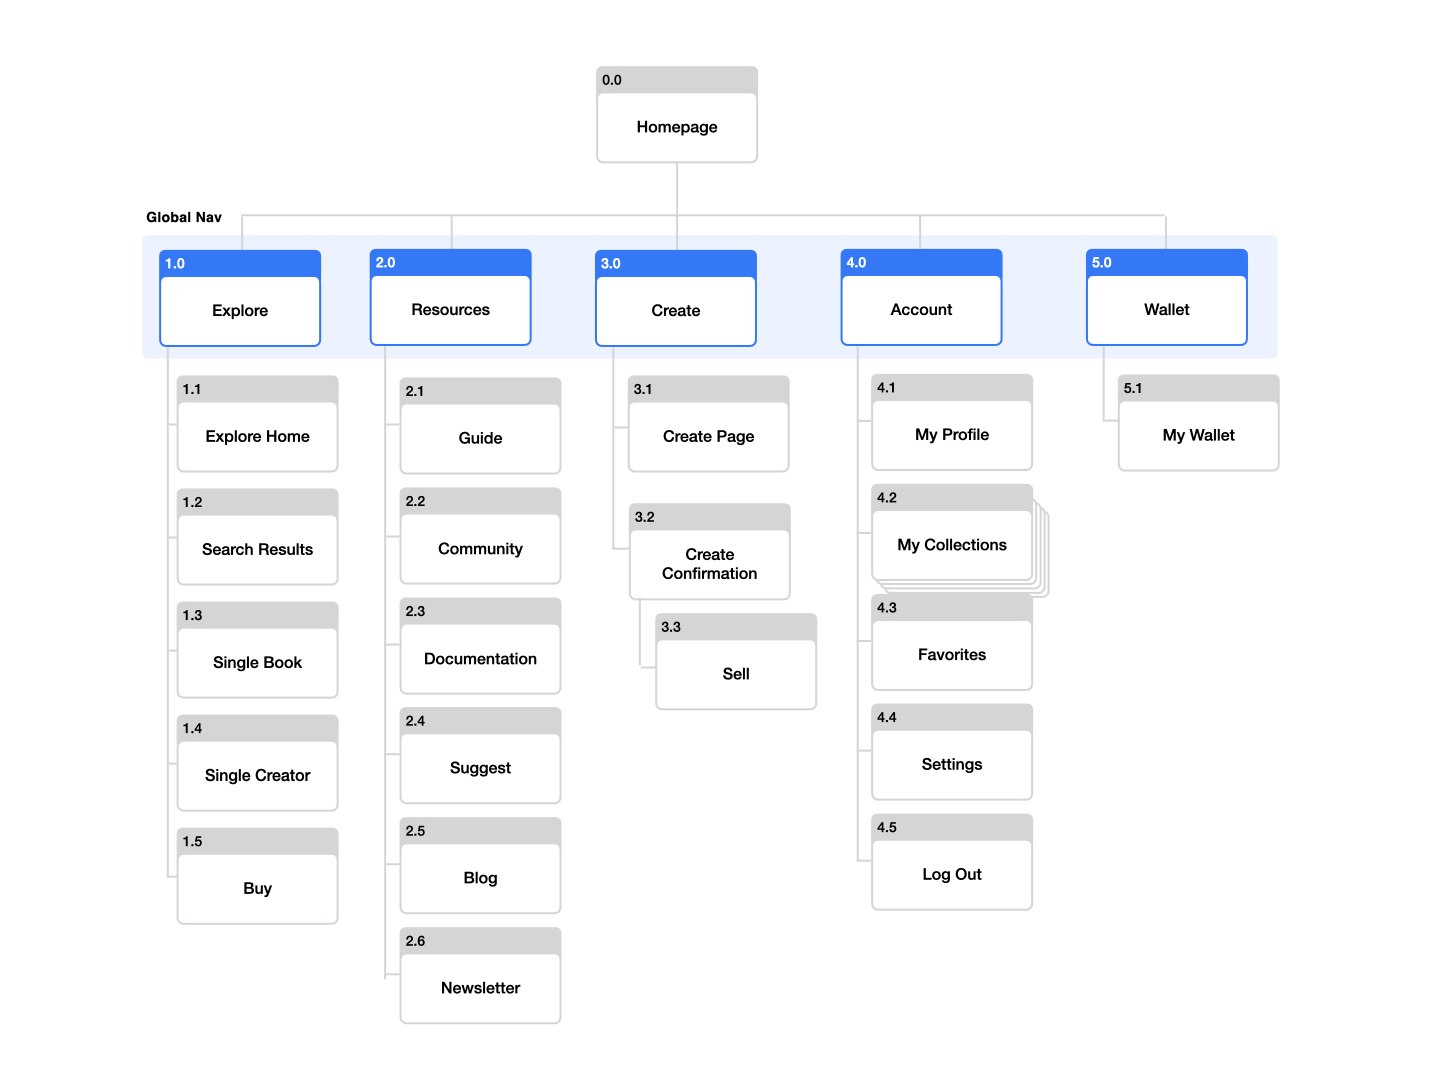 0.0
Homepage
Global Nav
1.0
Explore
2.0
Resources
3.0
Create
4.0
Account
5.0
Wallet
1.1
Explore Home
1.2
Search Results
1.3
Single Book
1.4
Single Creator
1.5
Buy
2.1
Guide
2.2
Community
2.3
Documentation
2.4
Suggest
2.5
Blog
2.6
Newsletter
3.1
Create Page
3.2
Create
Confirmation
3.3
Sell
4.1
My Profile
4.2
My Collections
4.3
Favorites
4.4
Settings
4.5
Log Out
5.1
My Wallet